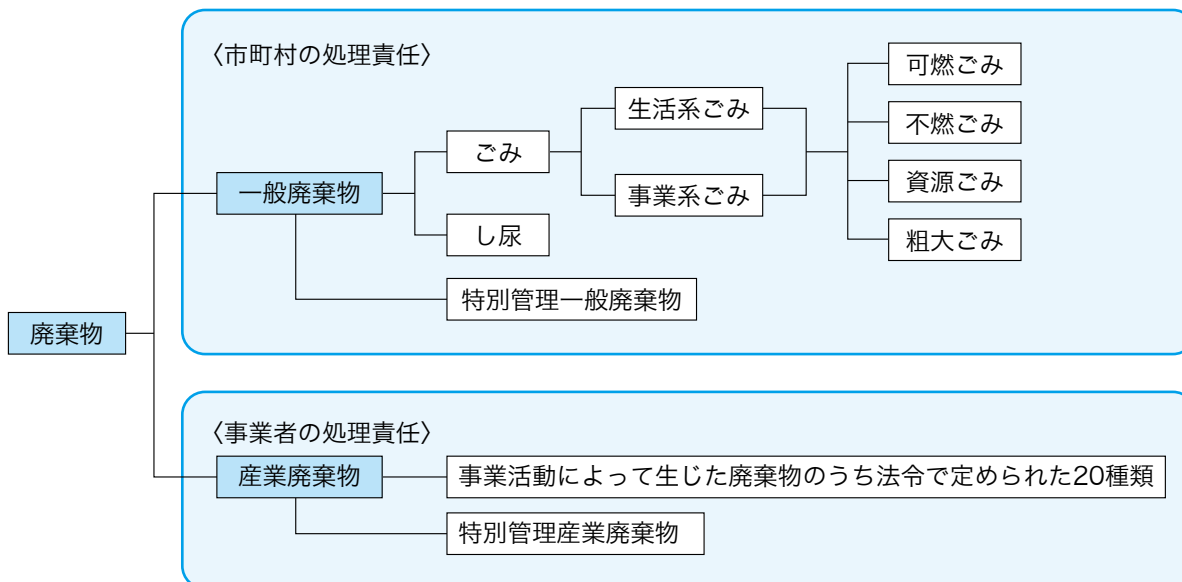 〈市町村の処理責任〉
可燃ごみ
生活系ごみ
不燃ごみ
ごみ
資源ごみ
一般廃棄物
事業系ごみ
し尿
粗大ごみ
特別管理一般廃棄物
廃棄物
〈事業者の処理責任〉
産業廃棄物
事業活動によって生じた廃棄物のうち法令で定められた20種類
特別管理産業廃棄物